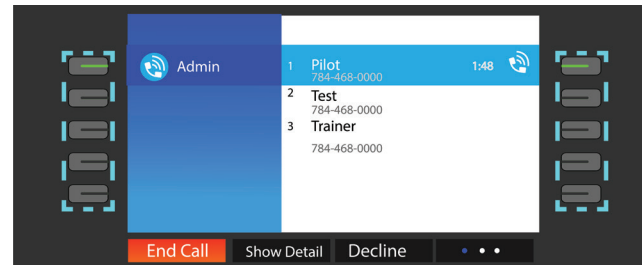 Admin
1 Pilot 1:48
784-468-0000
2 Test
784-468-0000
3 Trainer
784-468-0000
End Call Show Detail Decline